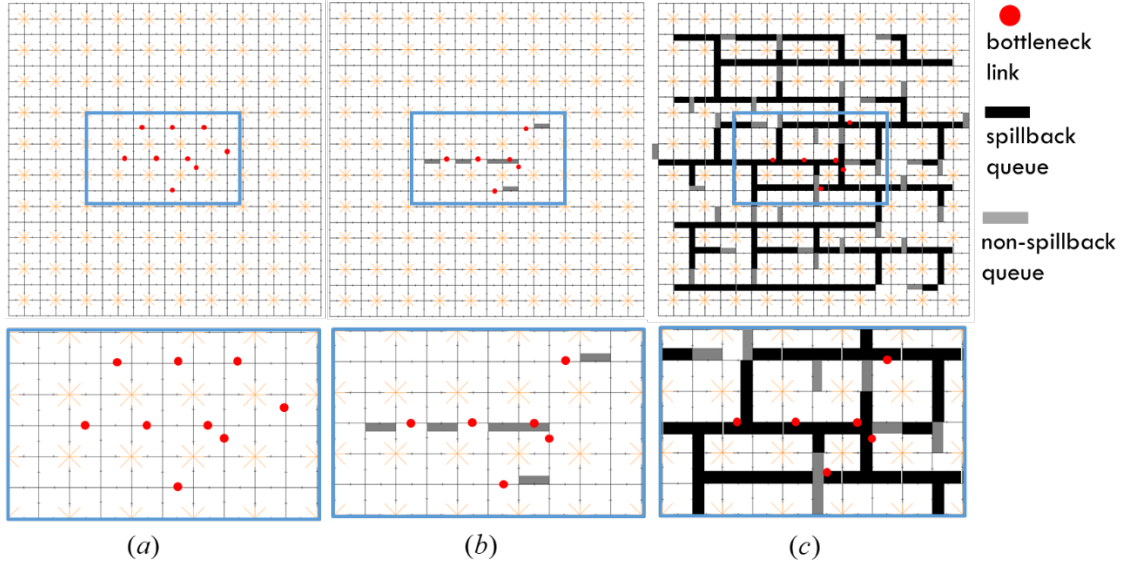 bottleneck
link
spillback
queue
non-spillback
queue
(a)
(b)
(c)